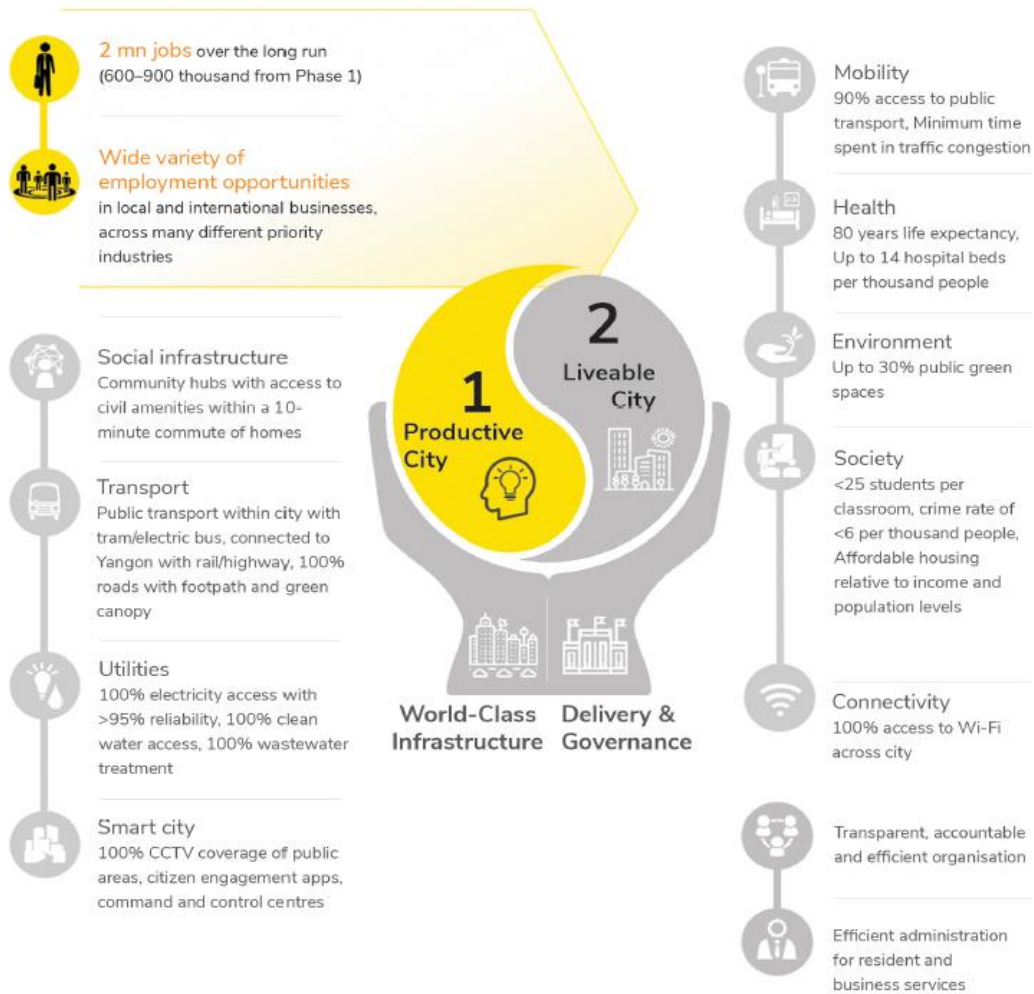 2 mn jobs over the long run
(600–900 thousand from Phase 1)
Wide variety of
employment opportunities
in local and international businesses,
across many different priority
industries
Social infrastructure
Community hubs with access to
civil amenities within a 10-
minute commute of homes
Transport
Public transport within city with
tram/electric bus, connected to
Yangon with rail/highway, 100%
roads with footpath and green
canopy
Utilities
100% electricity access with
>95% reliability, 100% clean
water access, 100% wastewater
treatment
Smart city
100% CCTV coverage of public
areas, citizen engagement apps,
command and control centres
1
Productive
City
2
Liveable
City
World-Class
Infrastructure
Delivery &
Governance
Mobility
90% access to public
transport, Minimum time
spent in traffic congestion
Health
80 years life expectancy,
Up to 14 hospital beds
per thousand people
Environment
Up to 30% public green
spaces
Society
<25 students per
classroom, crime rate of
<6 per thousand people,
Affordable housing
relative to income and
population levels
Connectivity
100% access to Wi-Fi
across city
Transparent, accountable
and efficient organisation
Efficient administration
for resident and
business services